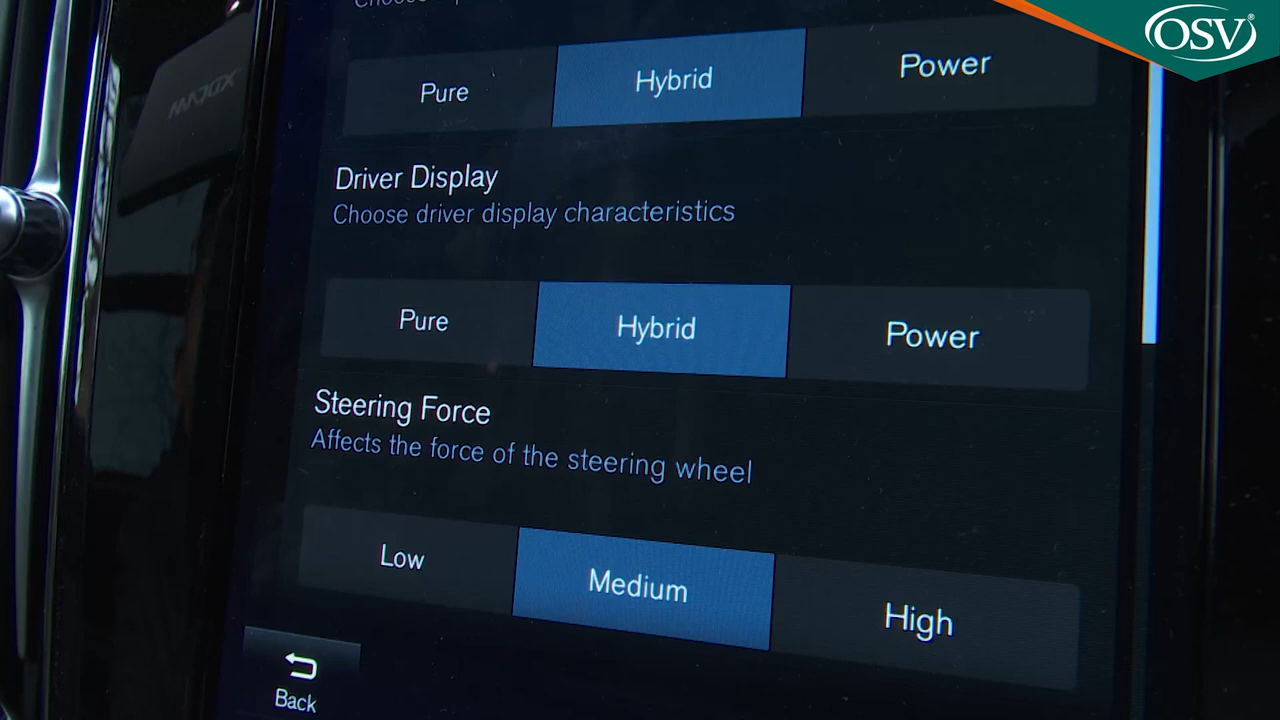 OSV®
Pure
Hybrid
Power
Driver Display
Choose driver display characteristics
Pure
Hybrid
Power
Steering Force
Affects the force of the steering wheel
Low
Medium
High
Back